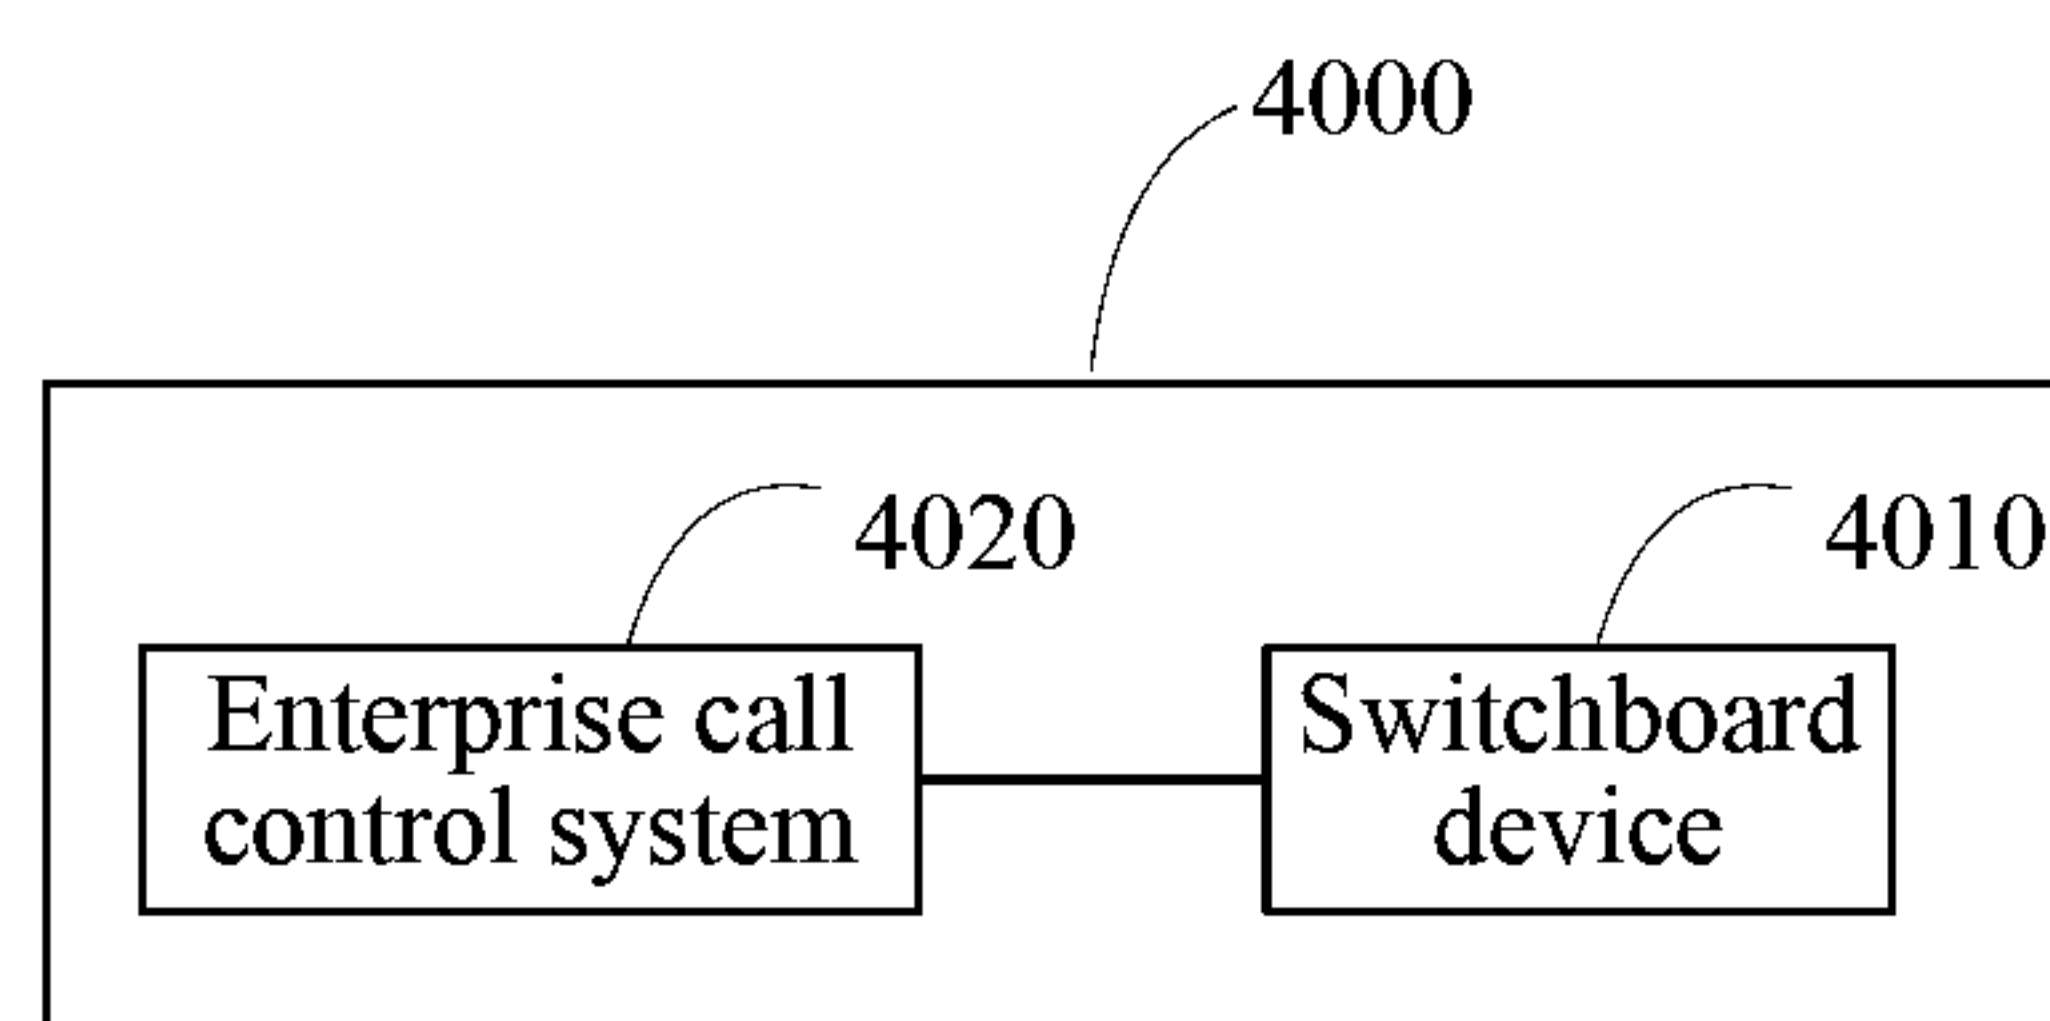 4000
4020
4010
Enterprise call
control system
Switchboard
device